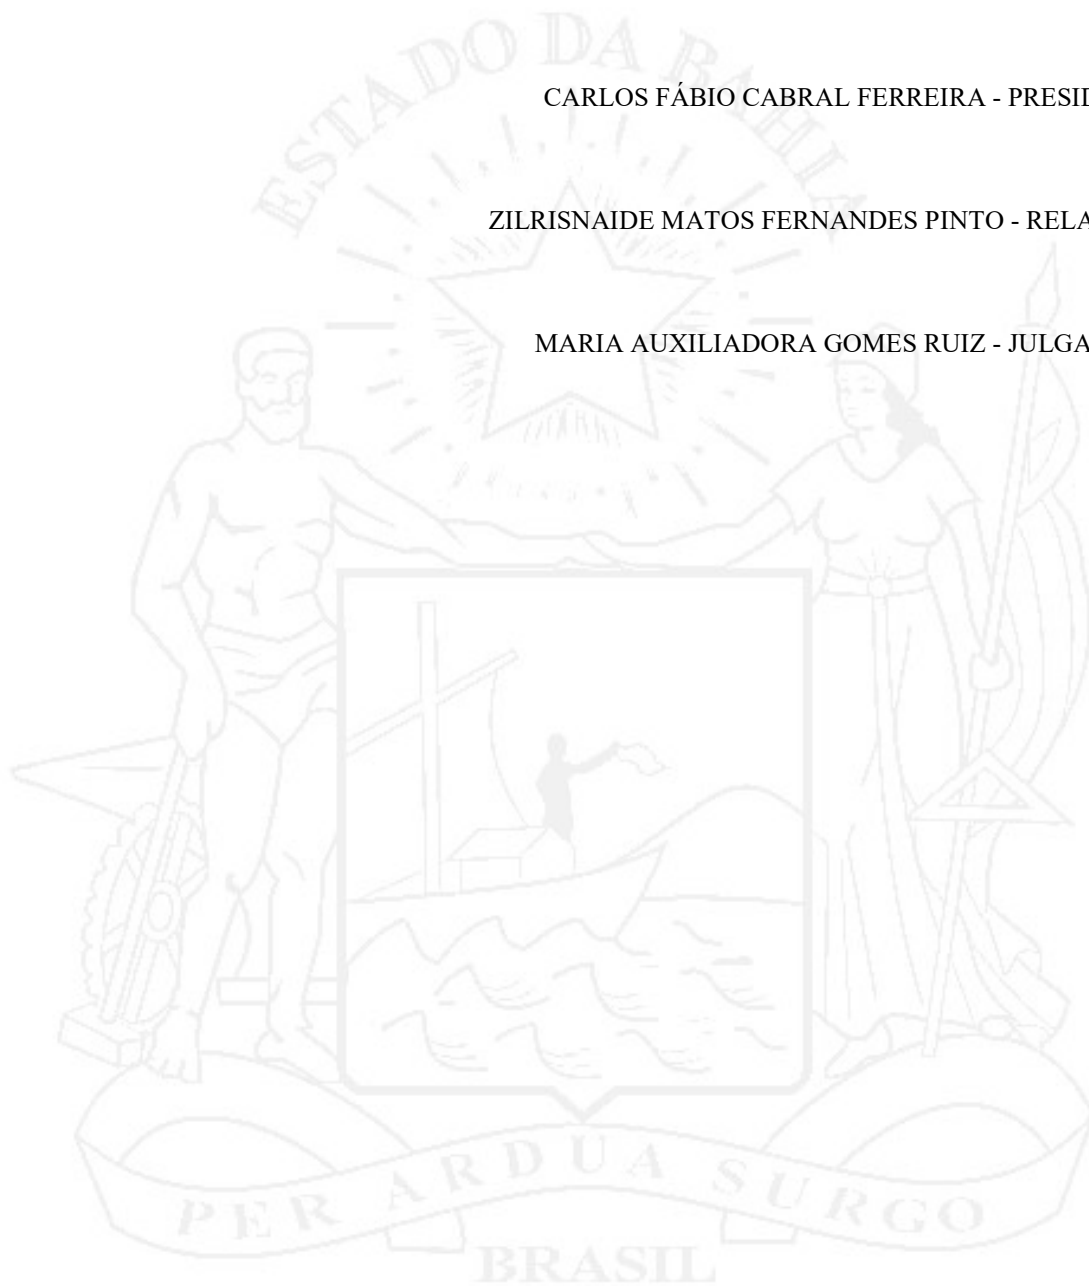 ESTADO DA BAHIA
CARLOS FÁBIO CABRAL FERREIRA - PRESID
ZILRISNAIDE MATOS FERNANDES PINTO - RELA
MARIA AUXILIADORA GOMES RUIZ - JULGA
PER ARDUA SURGO
BRASIL